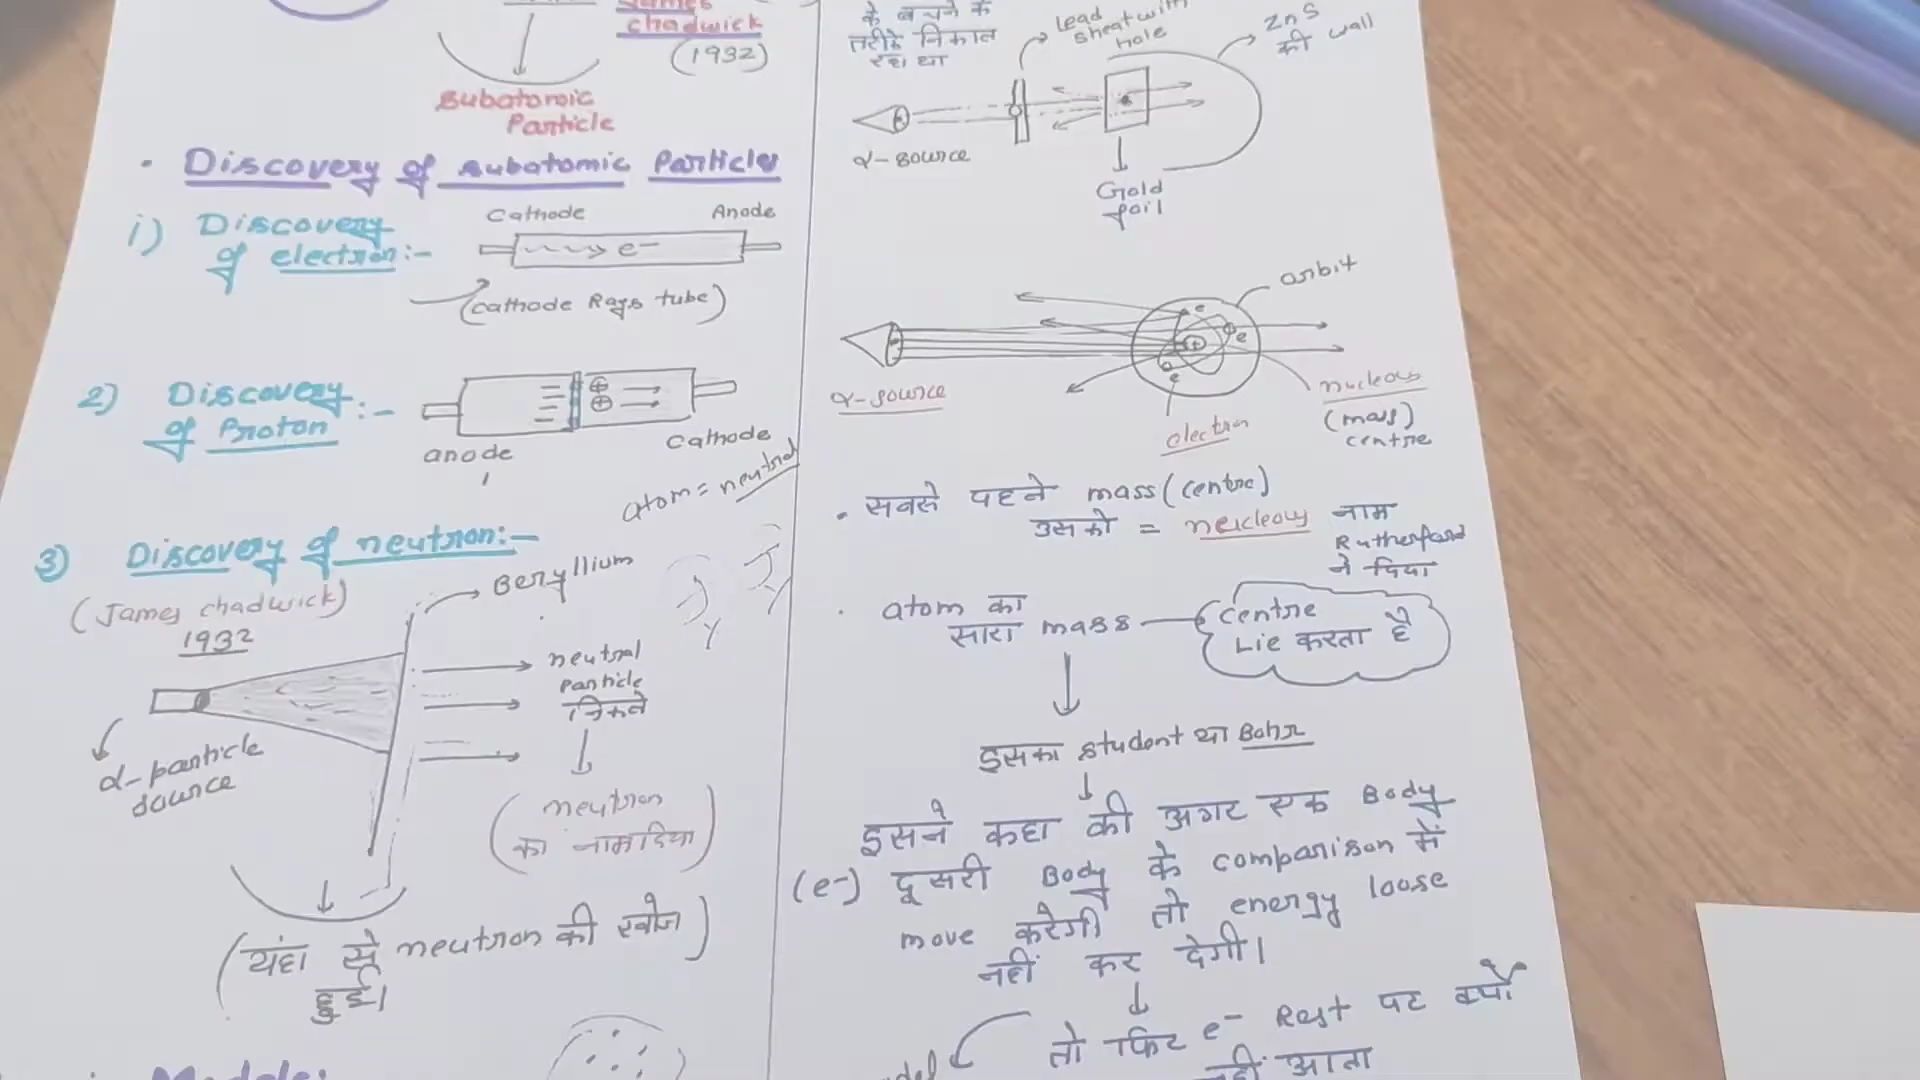 James
chadwick
(1932)
Subatomic
Particle
• Discovery of subatomic Particles
i) Discovery
of electron:-
Cathode
Anode
e-
(Cathode Rays tube)
2) Discovery
of Proton :-
anode
Cathode
atom = neutral
3) Discovery of neutron:-
(James chadwick)
1932
Beryllium
neutral
particle
निकले
α-particle
source
(neutron
का नाम दिया)
(यहां से neutron की खोज
हुई।)
के बचने के
तरीके निकाल
रहा था
Lead
sheat with
hole
ZnS
की wall
α-source
Gold
foil
orbit
e
e
e
α-source
electron
nucleous
(mass)
centre
• सबसे पहले mass (centre)
उसको = neucleous नाम
Rutherford
ने दिया
• atom का
सारा mass
centre
Lie करता है
इसका student था Bohr
इसने कहा की अगर एक Body
(e-) दूसरी Body के comparison में
move करेगी तो energy loose
नहीं कर देगी।
तो फिर e- Rest पर क्यों
नहीं आता